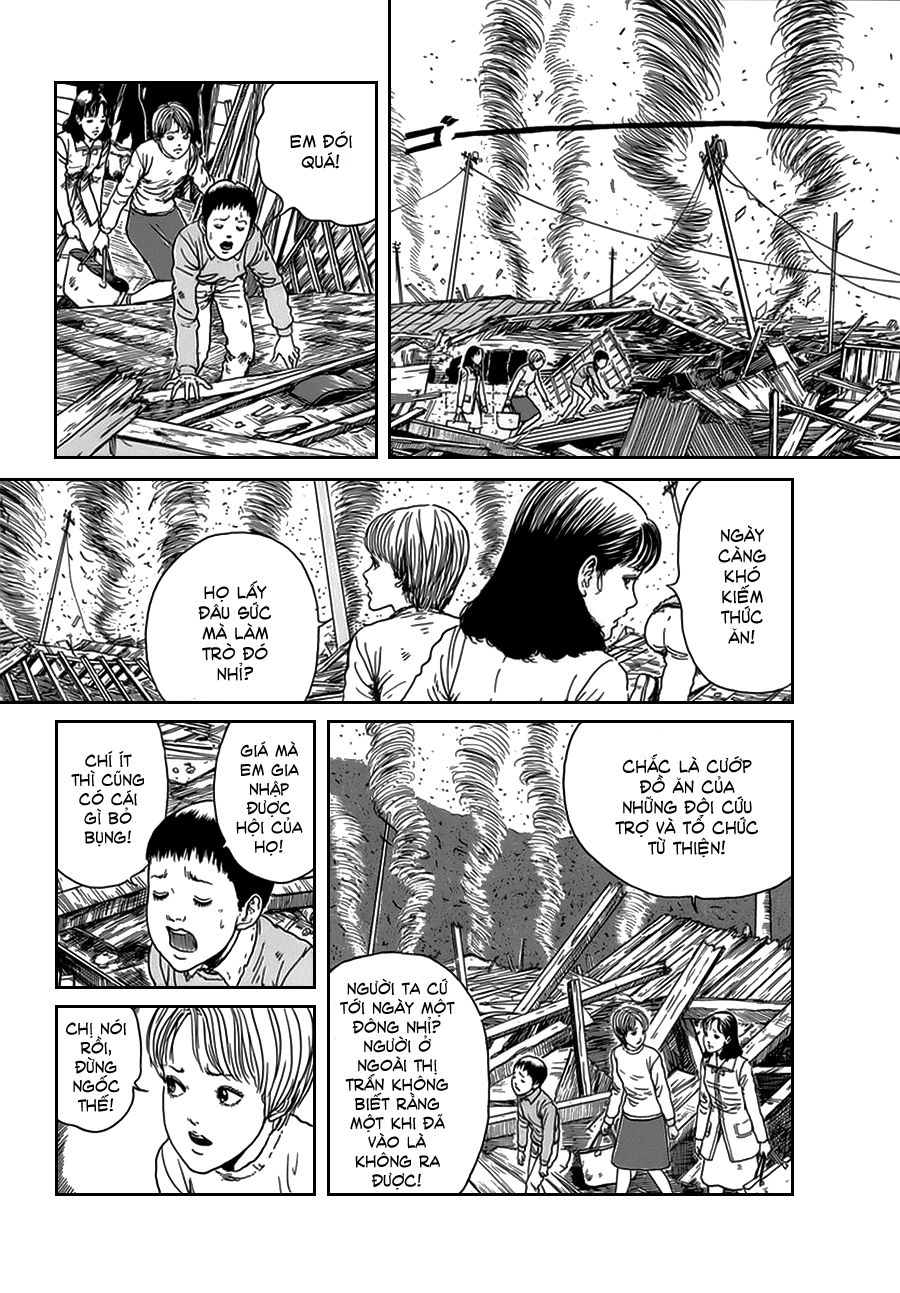 ゴー
EM ĐÓI
QUÁ!
NGÀY
CÀNG
KHÓ
KIẾM
THỨC
ĂN!
HỌ LẤY
ĐÂU SỨC
MÀ LÀM
TRÒ ĐÓ
NHỈ?
CHẮC LÀ CƯỚP
ĐỒ ĂN CỦA
NHỮNG ĐỘI CỨU
TRỢ VÀ TỔ CHỨC
TỪ THIỆN!
NGƯỜI TA CỨ
TỚI NGÀY MỘT
ĐÔNG NHỈ?
NGƯỜI Ở
NGOÀI THỊ
TRẤN KHÔNG
BIẾT RẰNG
MỘT KHI ĐÃ
VÀO LÀ
KHÔNG RA
ĐƯỢC!
GIÁ MÀ
EM GIA
NHẬP
ĐƯỢC
HỘI CỦA
HỌ!
CHÍ ÍT
THÌ CŨNG
CÓ CÁI
GÌ BỎ
BỤNG!
CHỊ NÓI
RỒI,
ĐỪNG
NGỐC
THẾ!